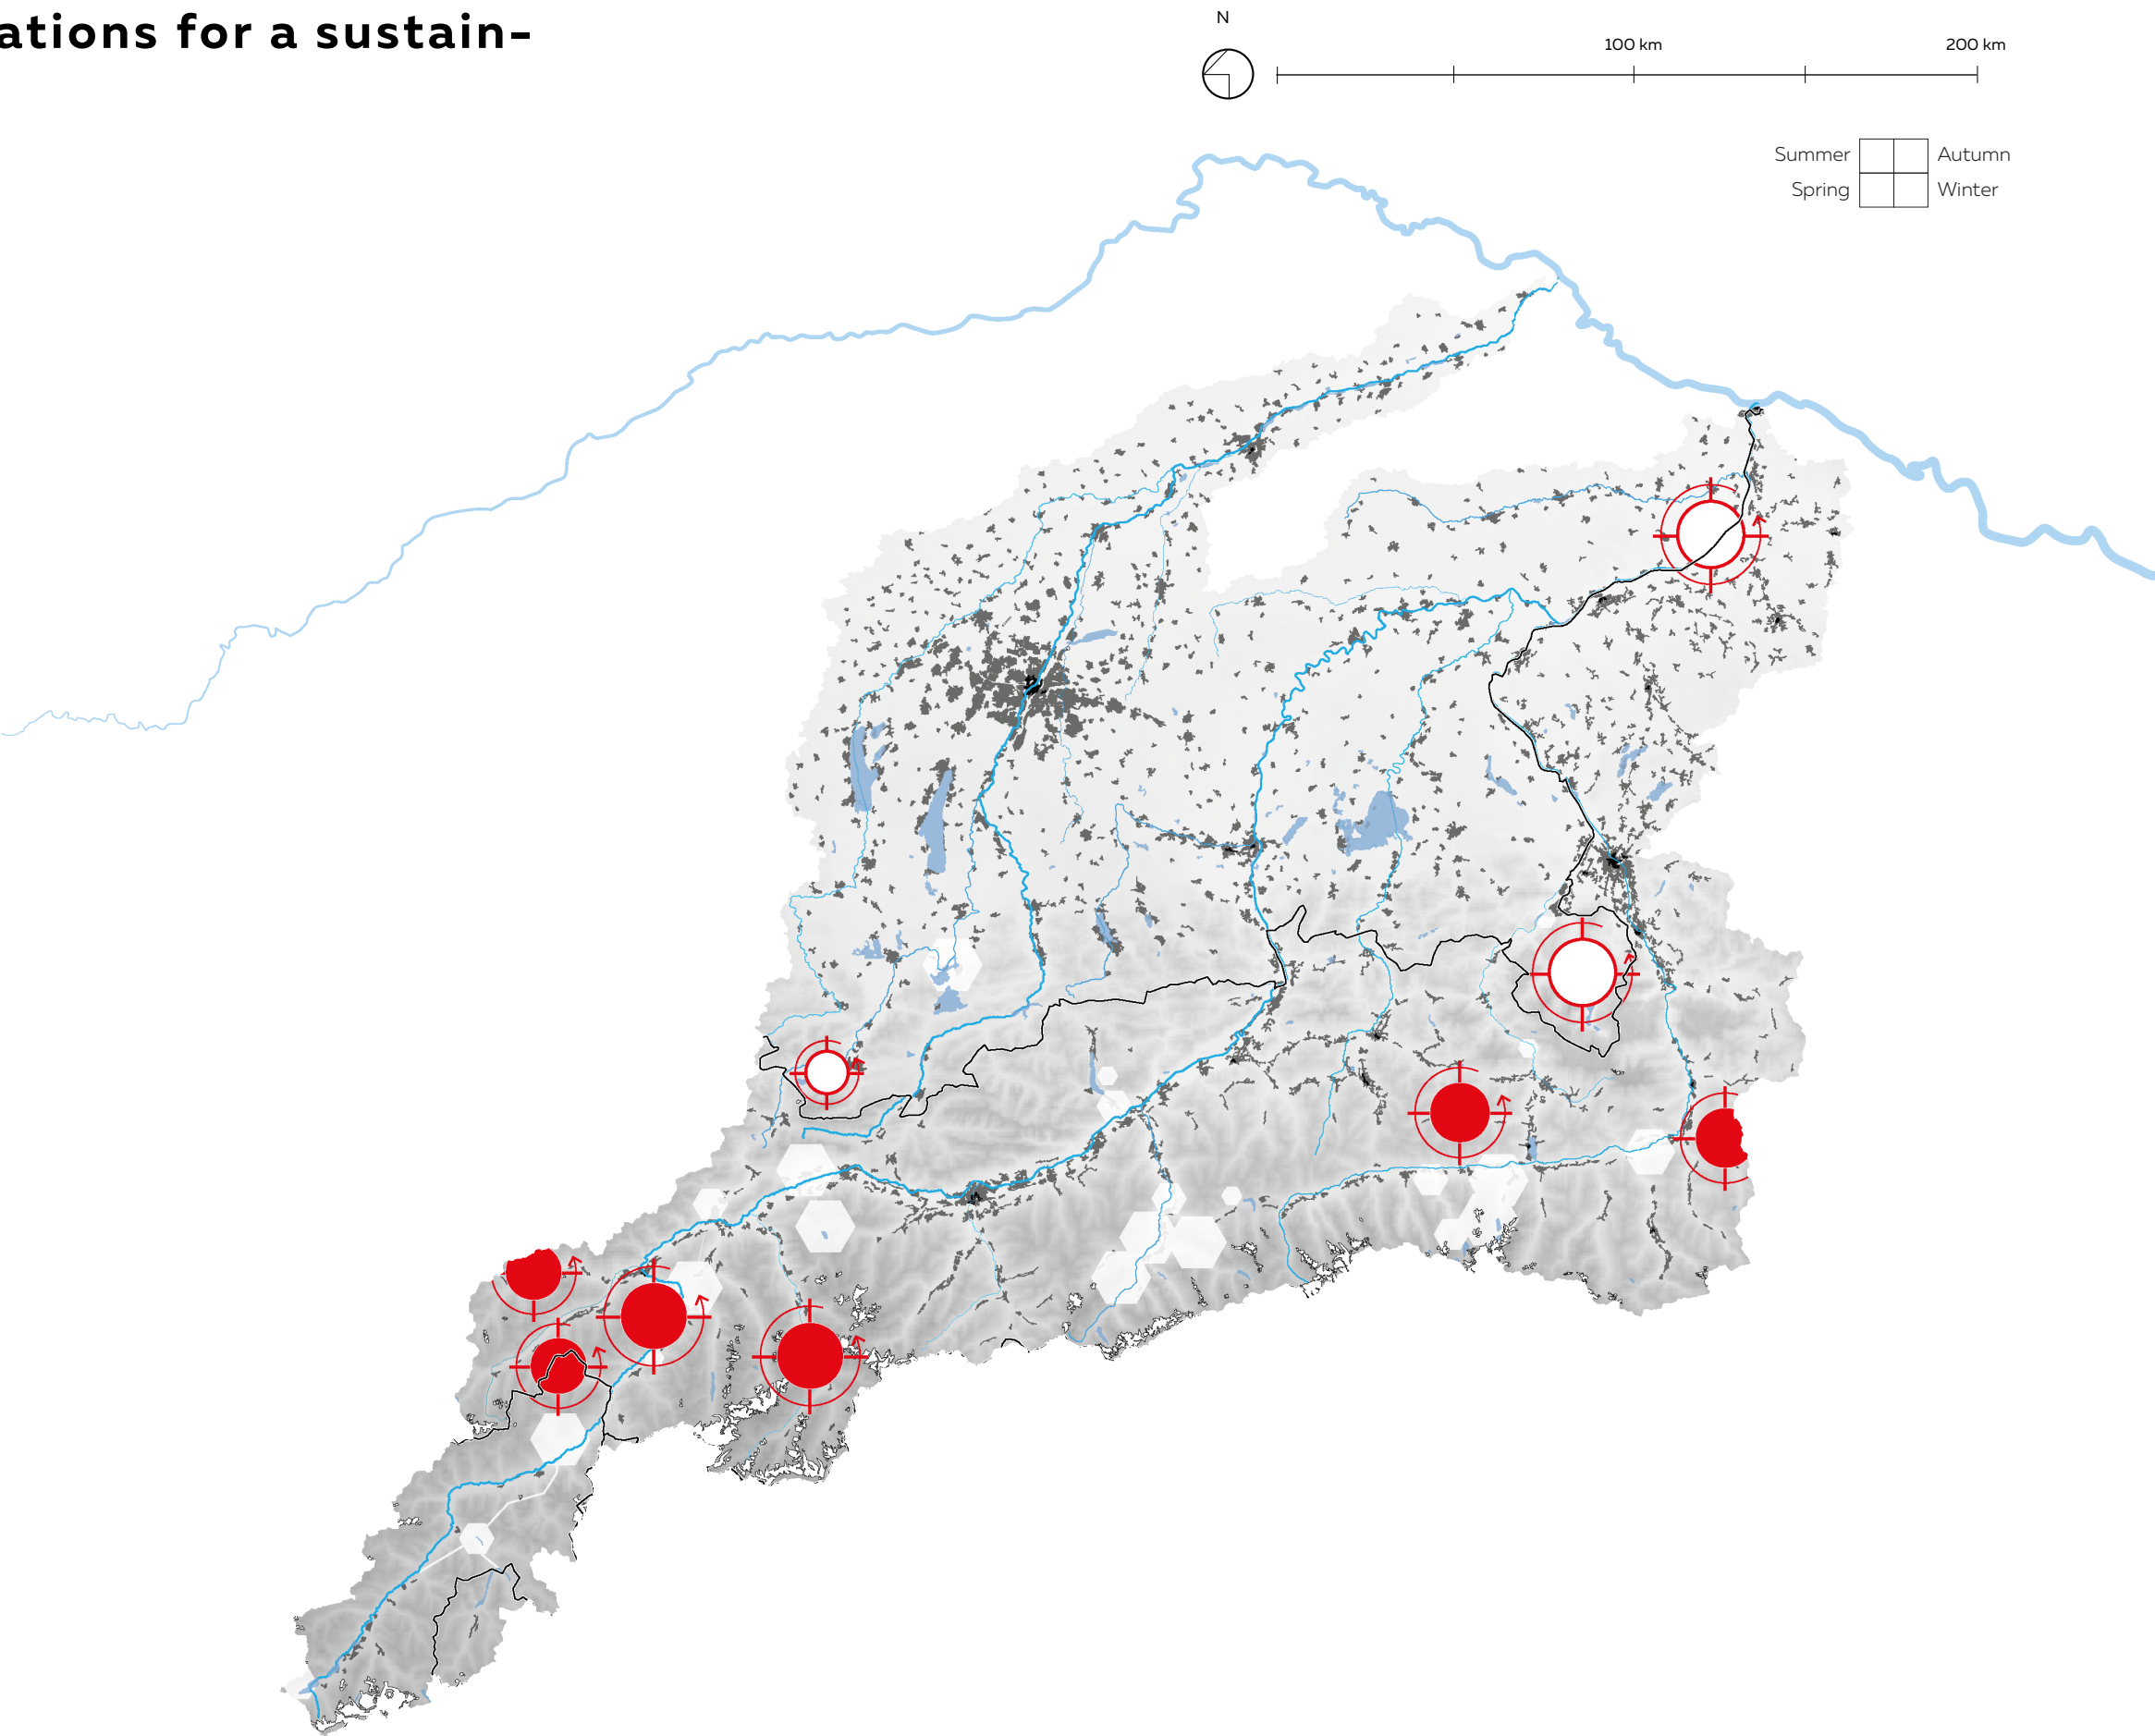 ations for a sustain-
N
100 km
200 km
Summer
Autumn
Spring
Winter